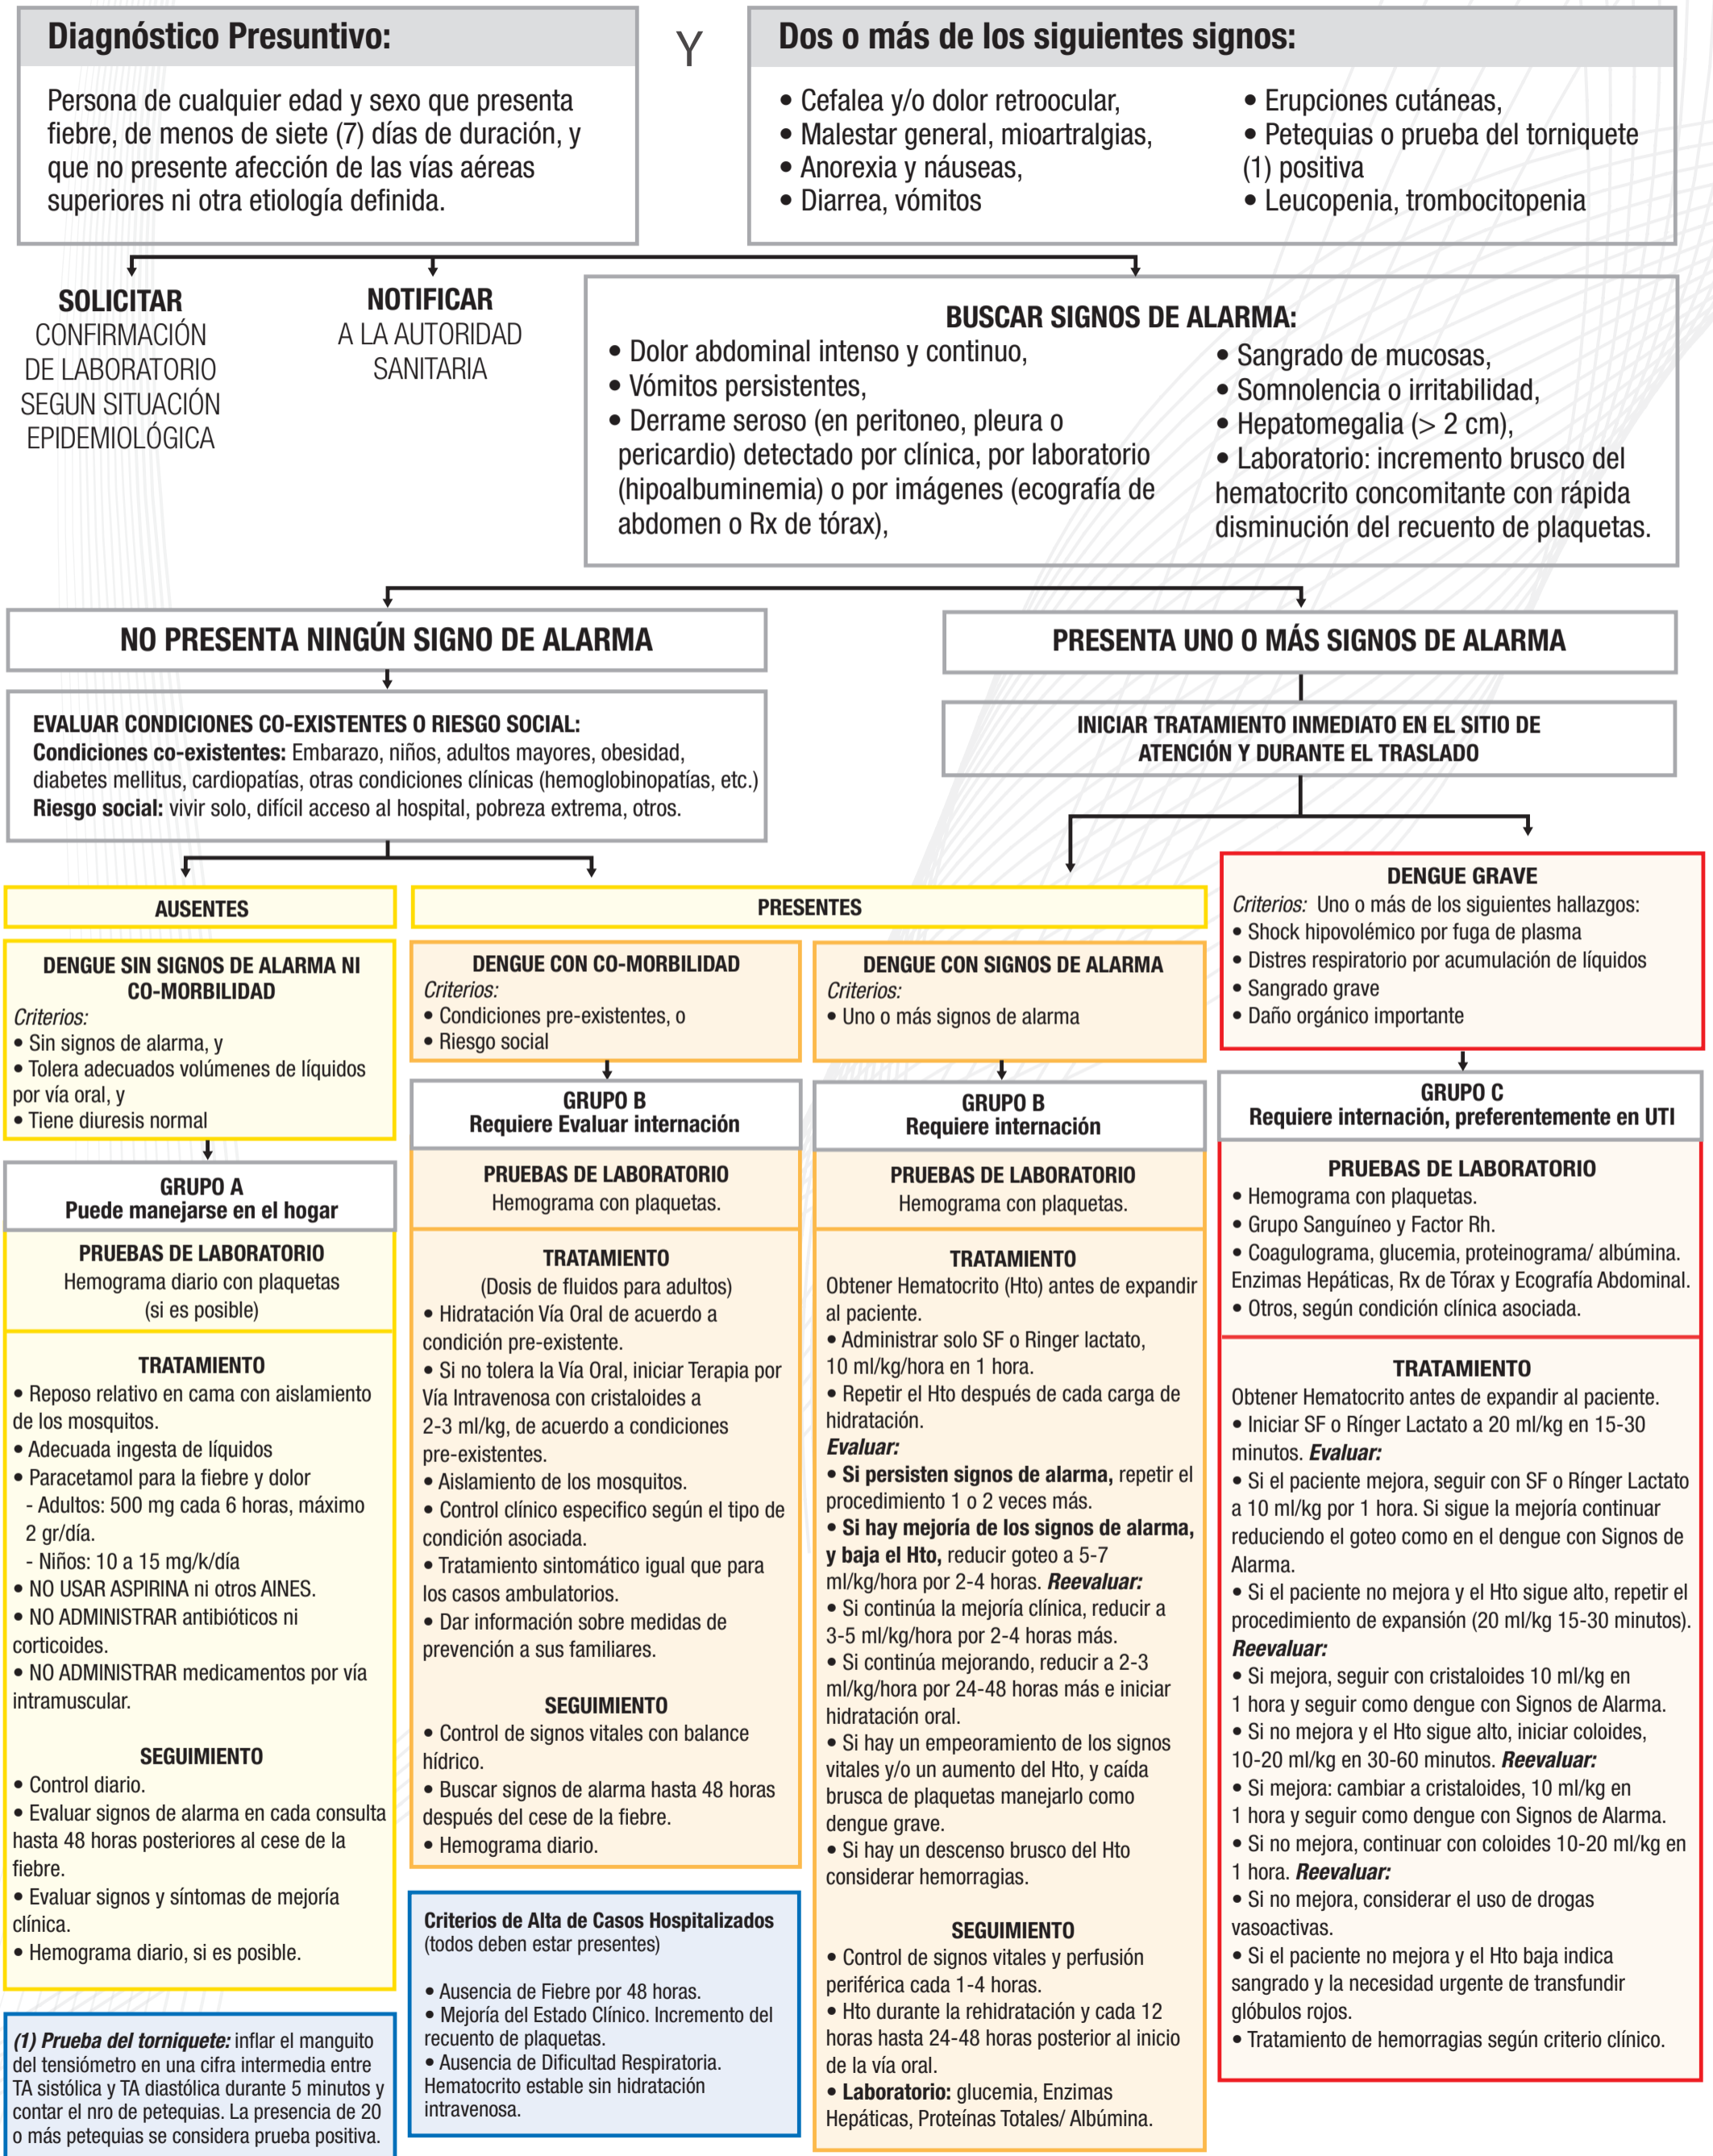 Diagnóstico Presuntivo:
Persona de cualquier edad y sexo que presenta
fiebre, de menos de siete (7) días de duración, y
que no presente afección de las vías aéreas
superiores ni otra etiología definida.
Y
Dos o más de los siguientes signos:
• Cefalea y/o dolor retroocular,
• Malestar general, mioartralgias,
• Anorexia y náuseas,
• Diarrea, vómitos
• Erupciones cutáneas,
• Petequias o prueba del torniquete
(1) positiva
• Leucopenia, trombocitopenia
SOLICITAR
CONFIRMACIÓN
DE LABORATORIO
SEGUN SITUACIÓN
EPIDEMIOLÓGICA
NOTIFICAR
A LA AUTORIDAD
SANITARIA
BUSCAR SIGNOS DE ALARMA:
• Dolor abdominal intenso y continuo,
• Vómitos persistentes,
• Derrame seroso (en peritoneo, pleura o
pericardio) detectado por clínica, por laboratorio
(hipoalbuminemia) o por imágenes (ecografía de
abdomen o Rx de tórax),
• Sangrado de mucosas,
• Somnolencia o irritabilidad,
• Hepatomegalia (> 2 cm),
• Laboratorio: incremento brusco del
hematocrito concomitante con rápida
disminución del recuento de plaquetas.
NO PRESENTA NINGÚN SIGNO DE ALARMA
PRESENTA UNO O MÁS SIGNOS DE ALARMA
EVALUAR CONDICIONES CO-EXISTENTES O RIESGO SOCIAL:
Condiciones co-existentes: Embarazo, niños, adultos mayores, obesidad,
diabetes mellitus, cardiopatías, otras condiciones clínicas (hemoglobinopatías, etc.)
Riesgo social: vivir solo, difícil acceso al hospital, pobreza extrema, otros.
INICIAR TRATAMIENTO INMEDIATO EN EL SITIO DE
ATENCIÓN Y DURANTE EL TRASLADO
AUSENTES
PRESENTES
DENGUE SIN SIGNOS DE ALARMA NI
CO-MORBILIDAD
Criterios:
• Sin signos de alarma, y
• Tolera adecuados volúmenes de líquidos
por vía oral, y
• Tiene diuresis normal
GRUPO A
Puede manejarse en el hogar
PRUEBAS DE LABORATORIO
Hemograma diario con plaquetas
(si es posible)
TRATAMIENTO
• Reposo relativo en cama con aislamiento
de los mosquitos.
• Adecuada ingesta de líquidos
• Paracetamol para la fiebre y dolor
- Adultos: 500 mg cada 6 horas, máximo
2 gr/día.
- Niños: 10 a 15 mg/k/día
• NO USAR ASPIRINA ni otros AINES.
• NO ADMINISTRAR antibióticos ni
corticoides.
• NO ADMINISTRAR medicamentos por vía
intramuscular.
SEGUIMIENTO
• Control diario.
• Evaluar signos de alarma en cada consulta
hasta 48 horas posteriores al cese de la
fiebre.
• Evaluar signos y síntomas de mejoría
clínica.
• Hemograma diario, si es posible.
(1) Prueba del torniquete: inflar el manguito
del tensiómetro en una cifra intermedia entre
TA sistólica y TA diastólica durante 5 minutos y
contar el nro de petequias. La presencia de 20
o más petequias se considera prueba positiva.
DENGUE CON CO-MORBILIDAD
Criterios:
• Condiciones pre-existentes, o
• Riesgo social
GRUPO B
Requiere Evaluar internación
PRUEBAS DE LABORATORIO
Hemograma con plaquetas.
TRATAMIENTO
(Dosis de fluidos para adultos)
• Hidratación Vía Oral de acuerdo a
condición pre-existente.
• Si no tolera la Vía Oral, iniciar Terapia por
Vía Intravenosa con cristaloides a
2-3 ml/kg, de acuerdo a condiciones
pre-existentes.
• Aislamiento de los mosquitos.
• Control clínico especifico según el tipo de
condición asociada.
• Tratamiento sintomático igual que para
los casos ambulatorios.
• Dar información sobre medidas de
prevención a sus familiares.
SEGUIMIENTO
• Control de signos vitales con balance
hídrico.
• Buscar signos de alarma hasta 48 horas
después del cese de la fiebre.
• Hemograma diario.
Criterios de Alta de Casos Hospitalizados
(todos deben estar presentes)
• Ausencia de Fiebre por 48 horas.
• Mejoría del Estado Clínico. Incremento del
recuento de plaquetas.
• Ausencia de Dificultad Respiratoria.
Hematocrito estable sin hidratación
intravenosa.
DENGUE CON SIGNOS DE ALARMA
Criterios:
• Uno o más signos de alarma
GRUPO B
Requiere internación
PRUEBAS DE LABORATORIO
Hemograma con plaquetas.
TRATAMIENTO
Obtener Hematocrito (Hto) antes de expandir
al paciente.
• Administrar solo SF o Ringer lactato,
10 ml/kg/hora en 1 hora.
• Repetir el Hto después de cada carga de
hidratación.
Evaluar:
• Si persisten signos de alarma, repetir el
procedimiento 1 o 2 veces más.
• Si hay mejoría de los signos de alarma,
y baja el Hto, reducir goteo a 5-7
ml/kg/hora por 2-4 horas. Reevaluar:
• Si continúa la mejoría clínica, reducir a
3-5 ml/kg/hora por 2-4 horas más.
• Si continúa mejorando, reducir a 2-3
ml/kg/hora por 24-48 horas más e iniciar
hidratación oral.
• Si hay un empeoramiento de los signos
vitales y/o un aumento del Hto, y caída
brusca de plaquetas manejarlo como
dengue grave.
• Si hay un descenso brusco del Hto
considerar hemorragias.
SEGUIMIENTO
• Control de signos vitales y perfusión
periférica cada 1-4 horas.
• Hto durante la rehidratación y cada 12
horas hasta 24-48 horas posterior al inicio
de la vía oral.
• Laboratorio: glucemia, Enzimas
Hepáticas, Proteínas Totales/ Albúmina.
DENGUE GRAVE
Criterios: Uno o más de los siguientes hallazgos:
• Shock hipovolémico por fuga de plasma
• Distres respiratorio por acumulación de líquidos
• Sangrado grave
• Daño orgánico importante
GRUPO C
Requiere internación, preferentemente en UTI
PRUEBAS DE LABORATORIO
• Hemograma con plaquetas.
• Grupo Sanguíneo y Factor Rh.
• Coagulograma, glucemia, proteinograma/ albúmina.
Enzimas Hepáticas, Rx de Tórax y Ecografía Abdominal.
• Otros, según condición clínica asociada.
TRATAMIENTO
Obtener Hematocrito antes de expandir al paciente.
• Iniciar SF o Rínger Lactato a 20 ml/kg en 15-30
minutos. Evaluar:
• Si el paciente mejora, seguir con SF o Rínger Lactato
a 10 ml/kg por 1 hora. Si sigue la mejoría continuar
reduciendo el goteo como en el dengue con Signos de
Alarma.
• Si el paciente no mejora y el Hto sigue alto, repetir el
procedimiento de expansión (20 ml/kg 15-30 minutos).
Reevaluar:
• Si mejora, seguir con cristaloides 10 ml/kg en
1 hora y seguir como dengue con Signos de Alarma.
• Si no mejora y el Hto sigue alto, iniciar coloides,
10-20 ml/kg en 30-60 minutos. Reevaluar:
• Si mejora: cambiar a cristaloides, 10 ml/kg en
1 hora y seguir como dengue con Signos de Alarma.
• Si no mejora, continuar con coloides 10-20 ml/kg en
1 hora. Reevaluar:
• Si no mejora, considerar el uso de drogas
vasoactivas.
• Si el paciente no mejora y el Hto baja indica
sangrado y la necesidad urgente de transfundir
glóbulos rojos.
• Tratamiento de hemorragias según criterio clínico.